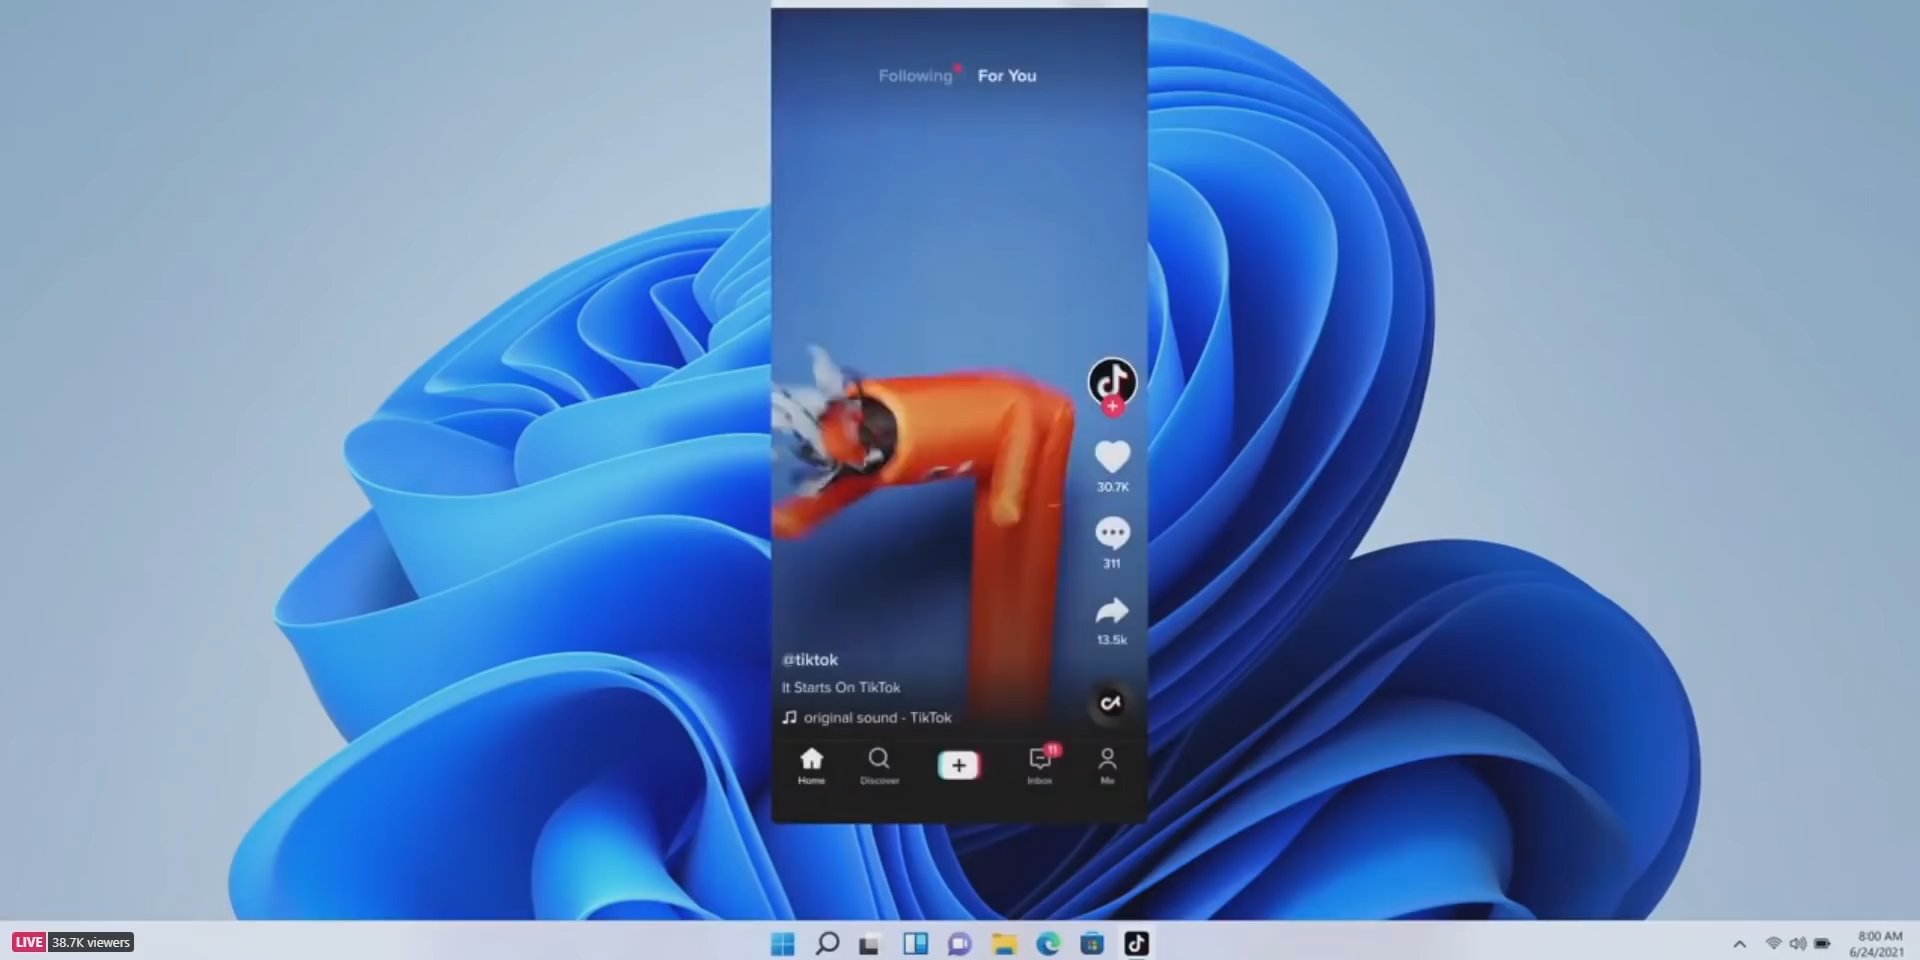 Following For You
30.7K
311
13.5k
@tiktok
It Starts On TikTok
original sound - TikTok
Home Discover Inbox 11 Me
LIVE 38.7K viewers
8:00 AM
6/24/2021